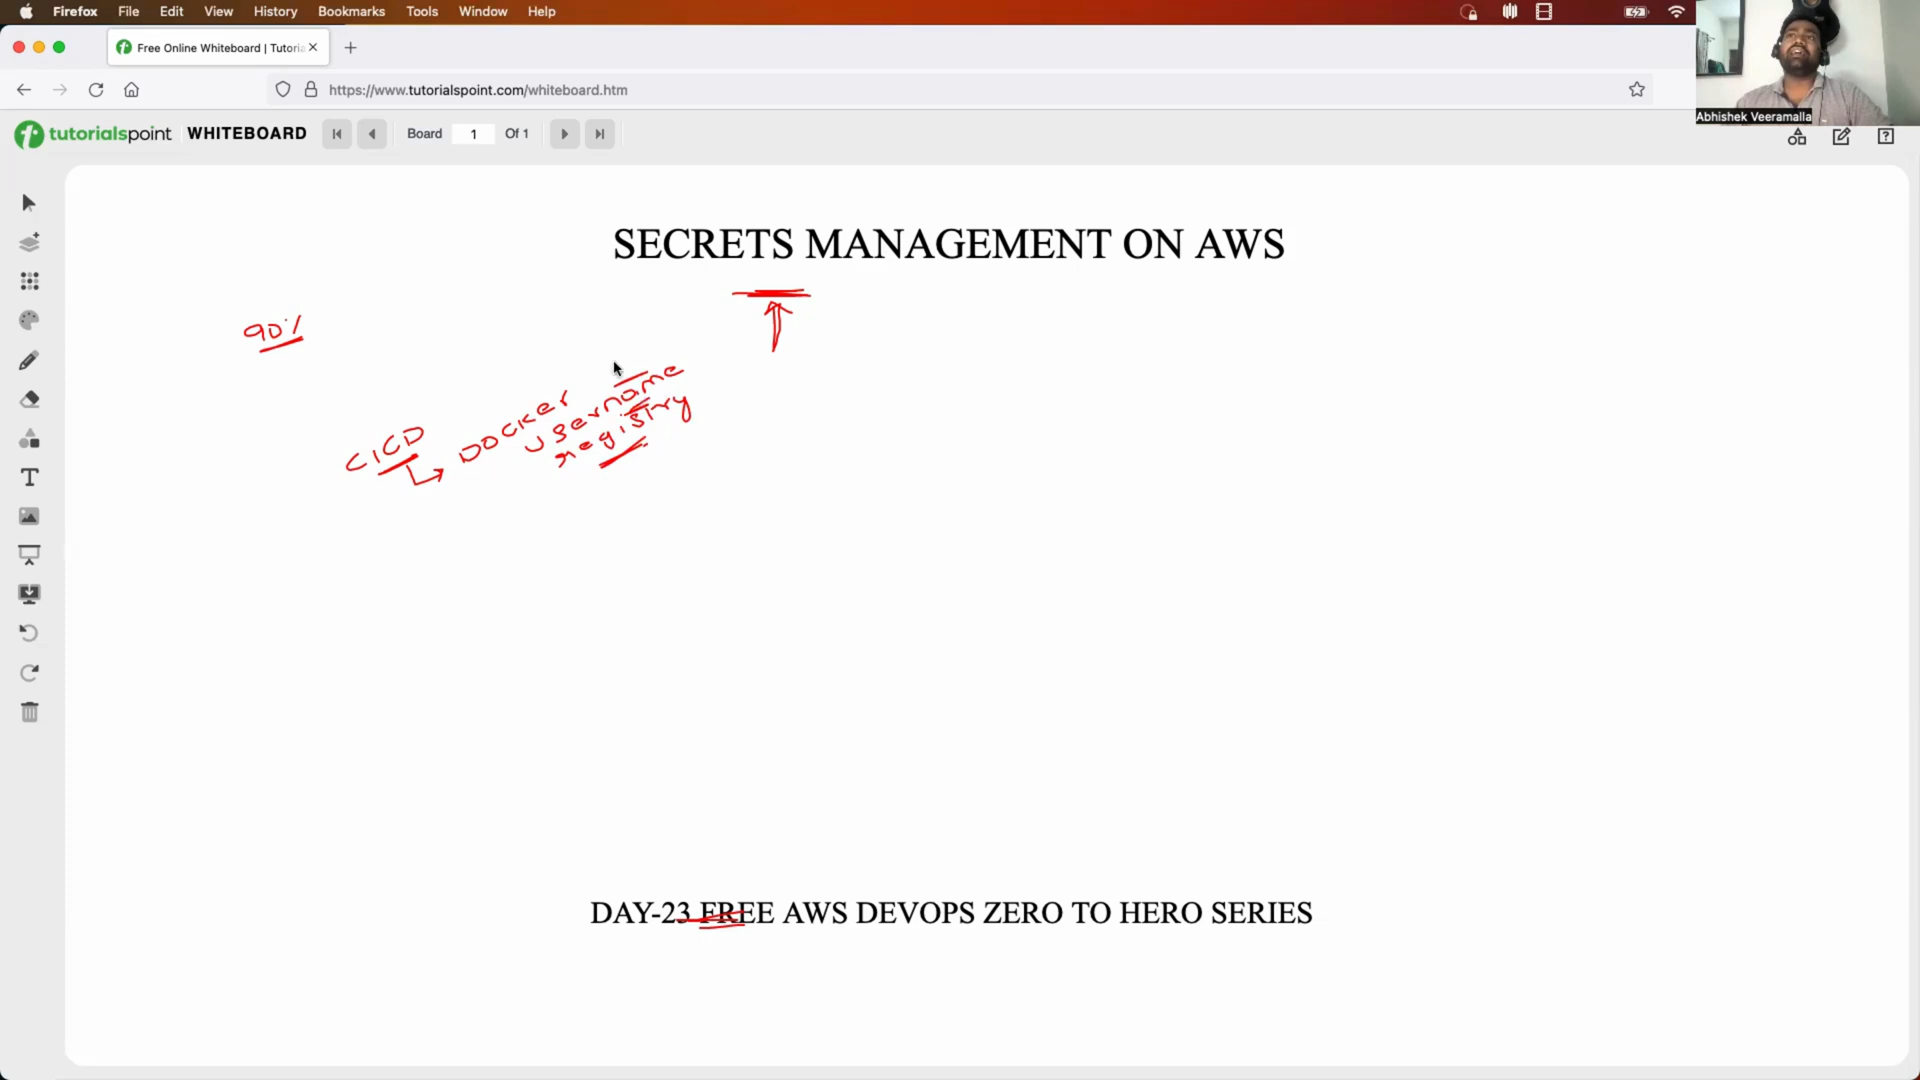 Firefox File Edit View History Bookmarks Tools Window Help
Free Online Whiteboard | Tutoria
https://www.tutorialspoint.com/whiteboard.htm
Abhishek Veeramalla
tutorialspoint WHITEBOARD Board 1 Of 1
SECRETS MANAGEMENT ON AWS
90%
CICD
DOCKer
username
registry
DAY-23 FREE AWS DEVOPS ZERO TO HERO SERIES